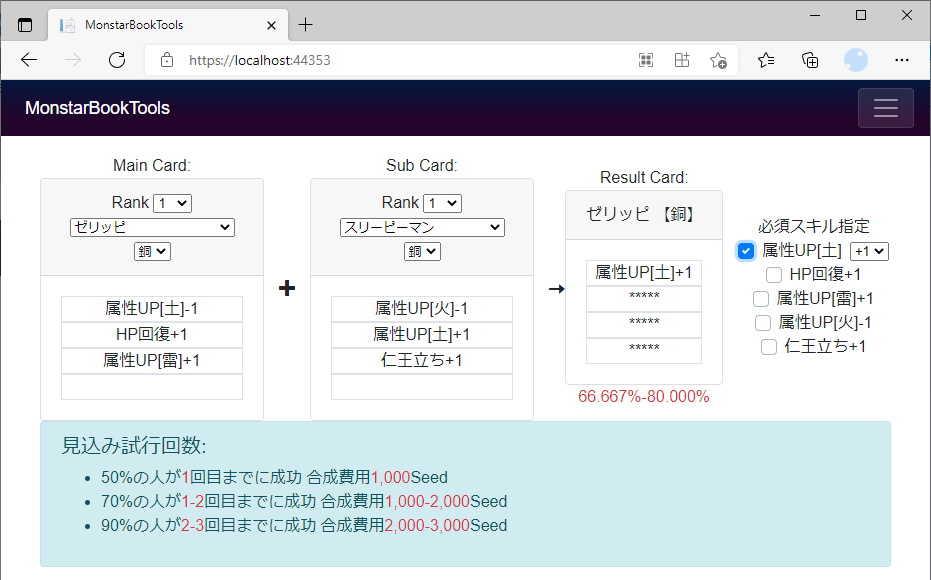 MonstarBookTools
https://localhost:44353
MonstarBookTools
Main Card:
Rank 1
ゼリッピ
銅
属性UP[土]-1
HP回復+1
属性UP[雷]+1
Sub Card:
Rank 1
スリーピーマン
銅
属性UP[火]-1
属性UP[土]+1
仁王立ち+1
Result Card:
ゼリッピ 【銅】
属性UP[土]+1
*****
*****
*****
66.667%-80.000%
必須スキル指定
属性UP[土] +1
HP回復+1
属性UP[雷]+1
属性UP[火]-1
仁王立ち+1
見込み試行回数:
50%の人が1回目までに成功 合成費用1,000Seed
70%の人が1-2回目までに成功 合成費用1,000-2,000Seed
90%の人が2-3回目までに成功 合成費用2,000-3,000Seed